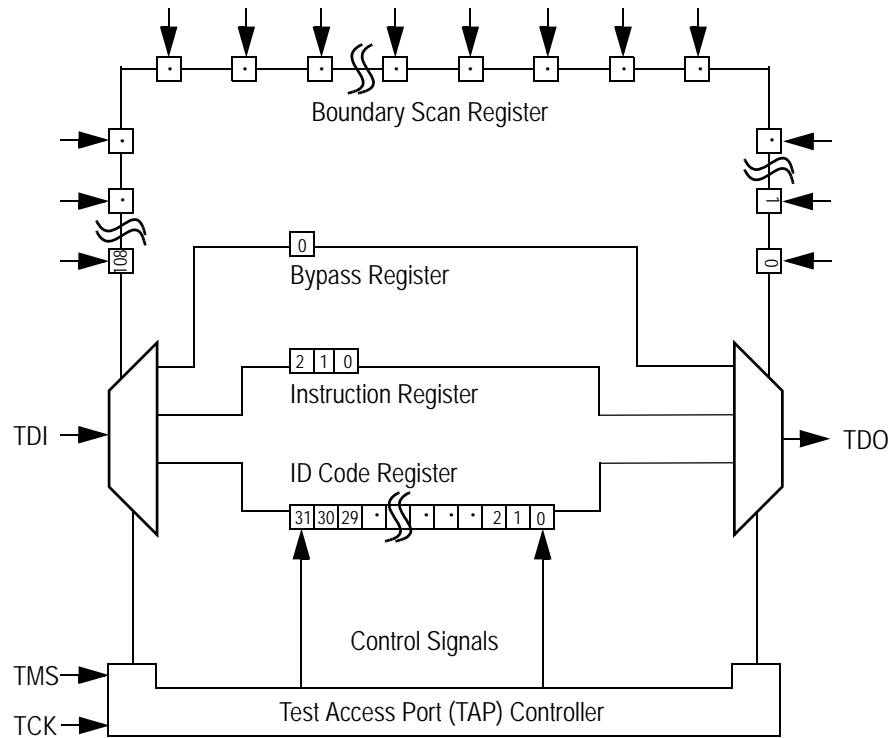 Boundary Scan Register
1
108
0
0
Bypass Register
2 1 0
Instruction Register
TDI
TDO
ID Code Register
31 30 29 · · · · 2 1 0
Control Signals
TMS
Test Access Port (TAP) Controller
TCK